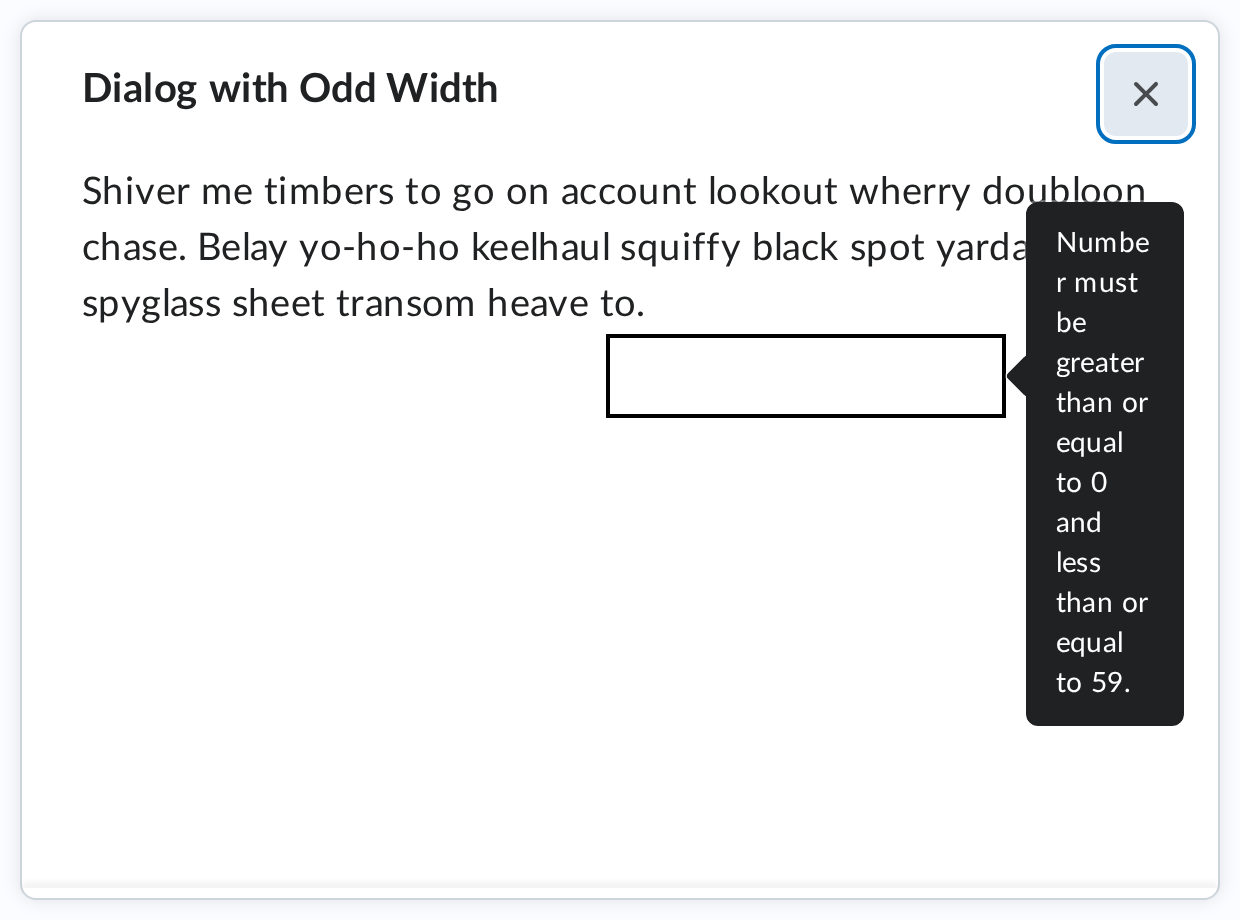 Dialog with Odd Width
Shiver me timbers to go on account lookout wherry doubloon
chase. Belay yo-ho-ho keelhaul squiffy black spot
spyglass sheet transom heave to.
Numbe
r must
be
greater
than or
equal
to 0
and
less
than or
equal
to 59.